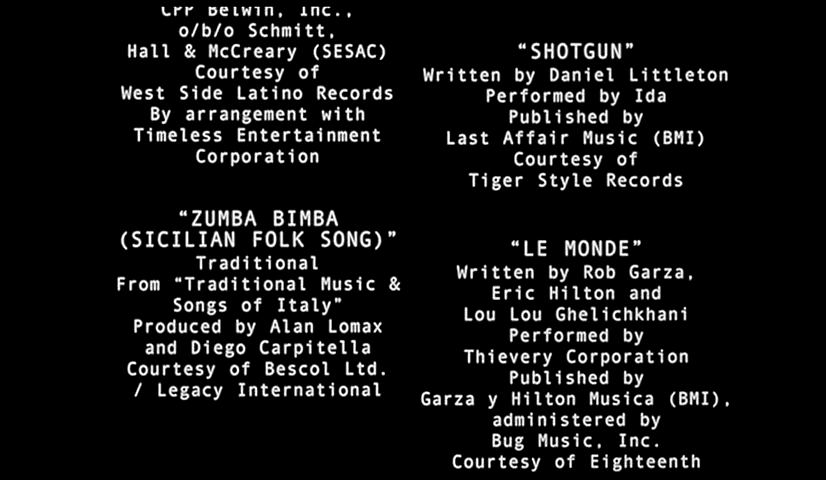 CPP Belwin, Inc.,
o/b/o Schmitt,
Hall & McCreary (SESAC)
Courtesy of
West Side Latino Records
By arrangement with
Timeless Entertainment
Corporation
“ZUMBA BIMBA
(SICILIAN FOLK SONG)”
Traditional
From “Traditional Music &
Songs of Italy”
Produced by Alan Lomax
and Diego Carpitella
Courtesy of Bescol Ltd.
/ Legacy International
“SHOTGUN”
Written by Daniel Littleton
Performed by Ida
Published by
Last Affair Music (BMI)
Courtesy of
Tiger Style Records
“LE MONDE”
Written by Rob Garza,
Eric Hilton and
Lou Lou Ghelichkhani
Performed by
Thievery Corporation
Published by
Garza y Hilton Musica (BMI),
administered by
Bug Music, Inc.
Courtesy of Eighteenth